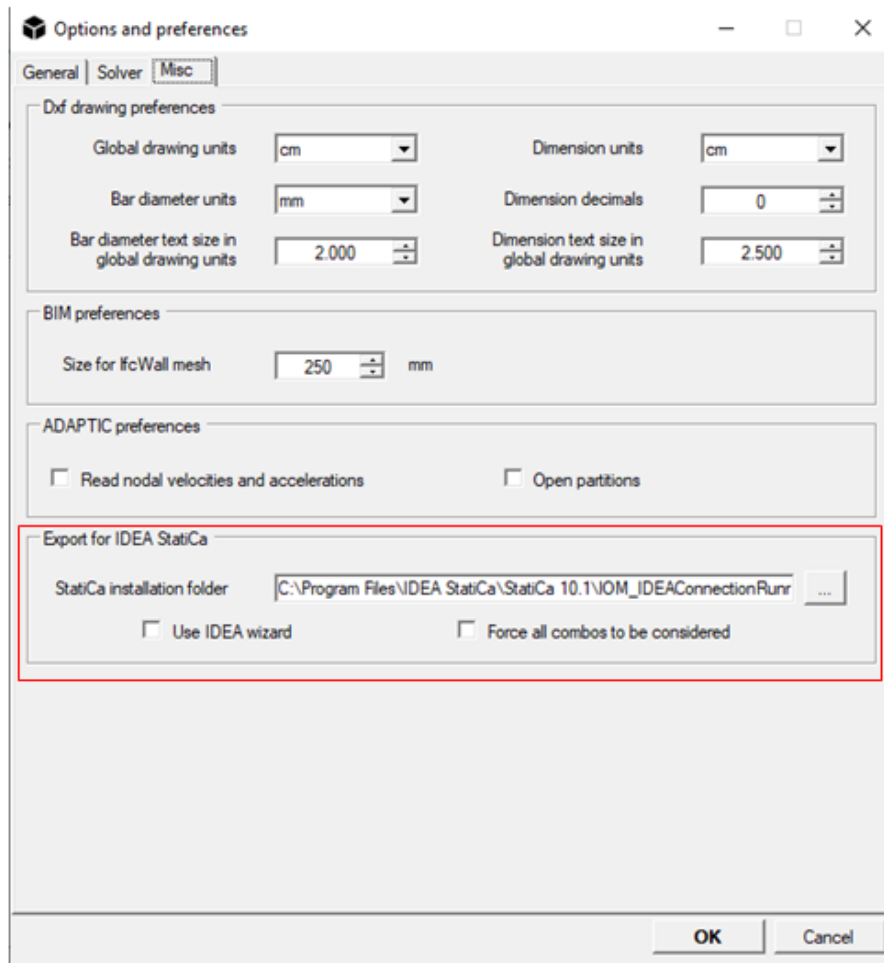 Options and preferences
General Solver Misc
Dxf drawing preferences
Global drawing units cm Dimension units cm
Bar diameter units mm Dimension decimals 0
Bar diameter text size in Dimension text size in
global drawing units 2.000 global drawing units 2.500
BIM preferences
Size for IfcWall mesh 250 mm
ADAPTIC preferences
Read nodal velocities and accelerations Open partitions
Export for IDEA StatiCa
StatiCa installation folder C:\Program Files\IDEA StatiCa\StatiCa 10.1\IOM_IDEAConnectionRunr ...
Use IDEA wizard Force all combos to be considered
OK Cancel